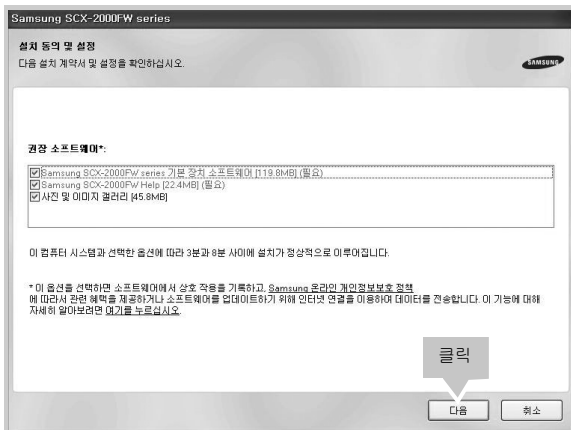 Samsung SCX-2000FW series
설치 동의 및 설정
다음 설치 계약서 및 설정을 확인하십시오.
SAMSUNG
권장 소프트웨어*:
Samsung SCX-2000FW series 기본 장치 소프트웨어 [119.8MB] (필요)
Samsung SCX-2000FW Help [22.4MB] (필요)
사진 및 이미지 갤러리 [45.8MB]
이 컴퓨터 시스템과 선택한 옵션에 따라 3분과 8분 사이에 설치가 정상적으로 이루어집니다.
* 이 옵션을 선택하면 소프트웨어에서 상호 작용을 기록하고, Samsung 온라인 개인정보보호 정책
에 따라서 관련 혜택을 제공하거나 소프트웨어를 업데이트하기 위해 인터넷 연결을 이용하여 데이터를 전송합니다. 이 기능에 대해
자세히 알아보려면 여기를 누르십시오.
클릭
다음
취소